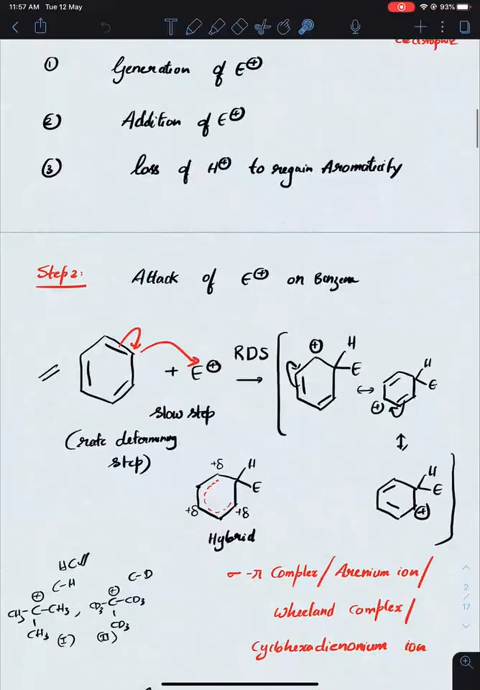 11:57 AM Tue 12 May
93%
① Generation of E⊕
② Addition of E⊕
③ loss of H⊕ to regain Aromaticity
Step 2: Attack of E⊕ on Benzene
+ E⊕
RDS
slow step
(rate determining
step)
⊕ H
E
H
E
⊕
H
E
⊕
+δ H
E
+δ +δ
Hybrid
C-H C-D
CH₃-C⊕-CH₃, CD₃-C⊕-CD₃
CH₃ (I) CD₃ (II)
σ-π Complex/ Arenium ion/
Wheeland Complex/
Cyclohexadienonium ion
2
/
17